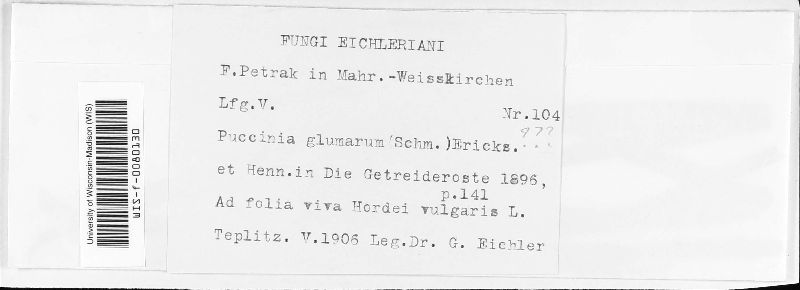 FUNGI EICHLERIANI
F.Petrak in Mahr.-Weisskirchen
Lfg.V.
Nr.104
Puccinia glumarum (Schm.)Ericks.
et Henn.in Die Getreideroste 1896,
p.141
Ad folia viva Hordei vulgaris L.
Teplitz. V.1906 Leg.Dr. G. Eichler
University of Wisconsin-Madison (WIS)
WIS-f-0080130